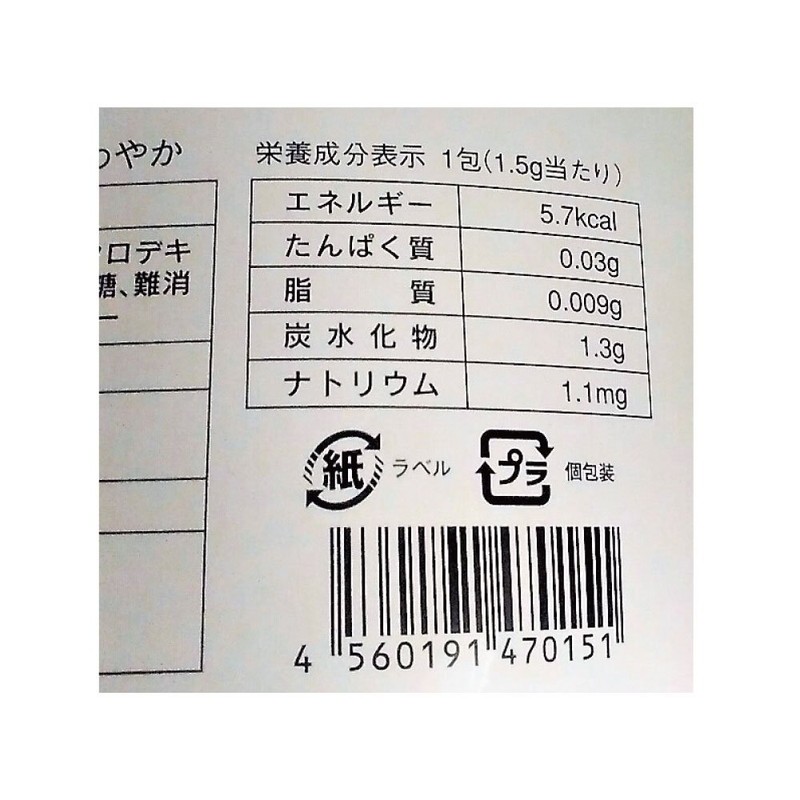 わやか
ロデキ
糖、難消
ー
栄養成分表示 1包(1.5g当たり)
エネルギー 5.7kcal
たんぱく質 0.03g
脂質 0.009g
炭水化物 1.3g
ナトリウム 1.1mg
紙 ラベル プラ 個包装
4 560191 470151